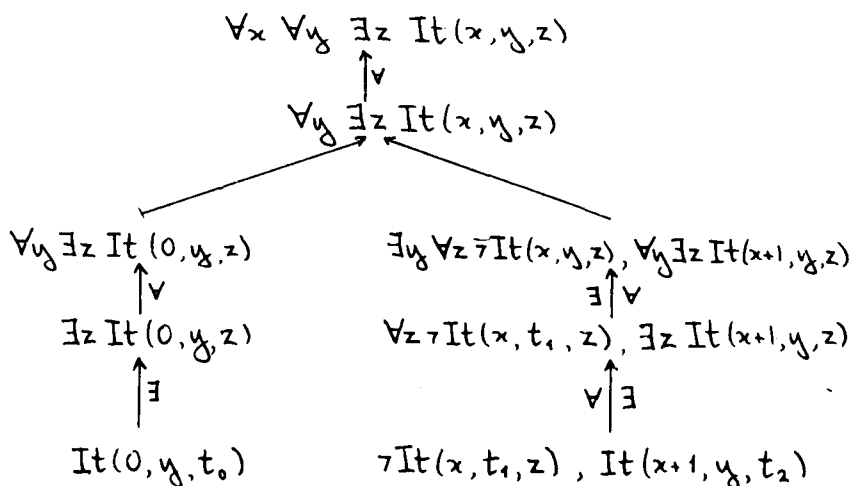 ∀x ∀y ∃z It(x,y,z)
∀
∀y ∃z It(x,y,z)
∀y ∃z It(0,y,z) ∃y ∀z ¬It(x,y,z), ∀y ∃z It(x+1,y,z)
∀ ∃ ∀
∃z It(0,y,z) ∀z ¬It(x,t₁,z), ∃z It(x+1,y,z)
∃ ∀ ∃
It(0,y,t₀) ¬It(x,t₁,z), It(x+1,y,t₂)